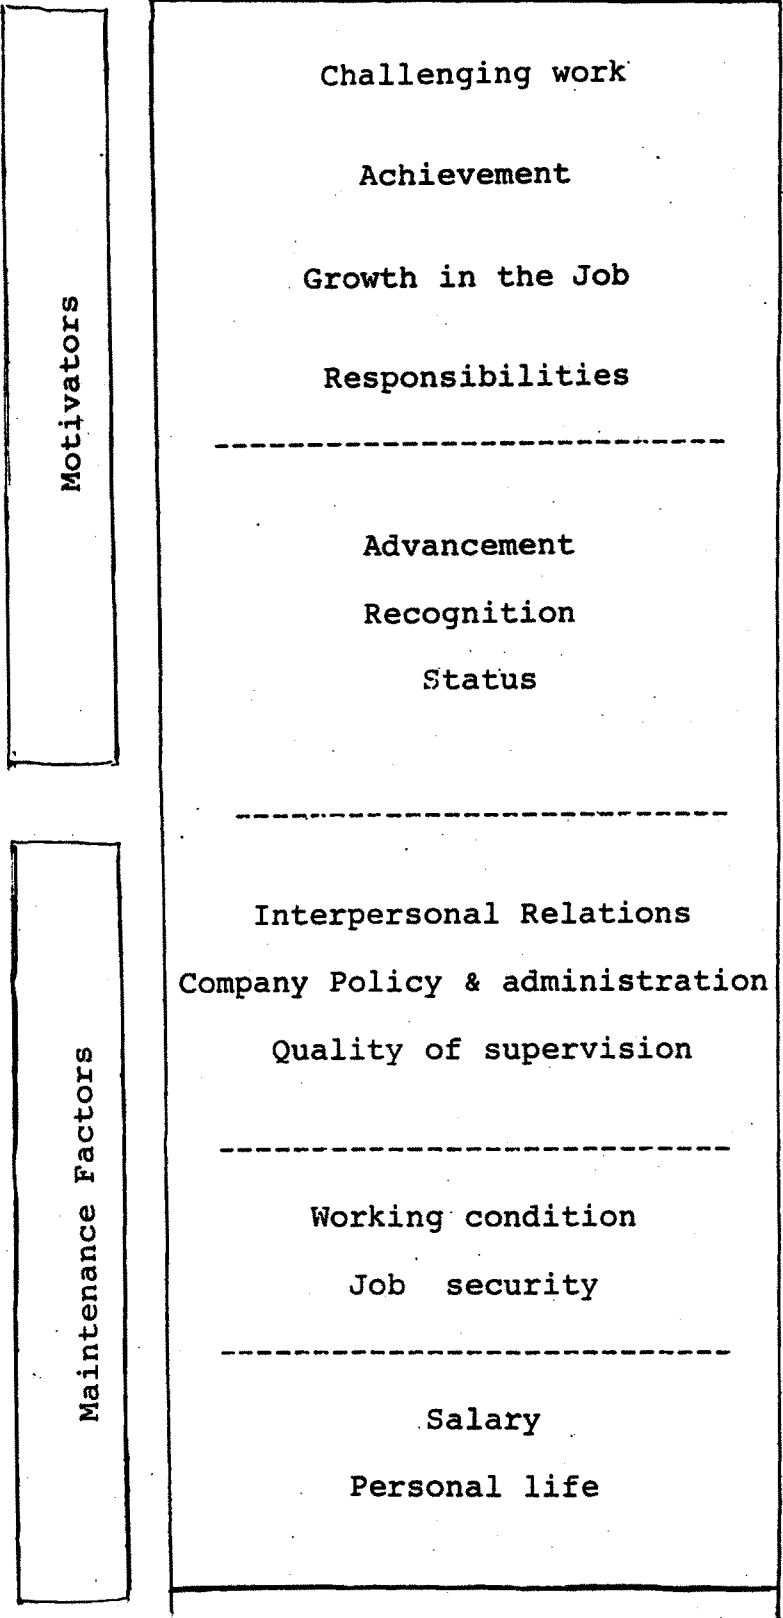 Motivators
Challenging work
Achievement
Growth in the Job
Responsibilities
Advancement
Recognition
Status
Maintenance Factors
Interpersonal Relations
Company Policy & administration
Quality of supervision
Working condition
Job security
Salary
Personal life